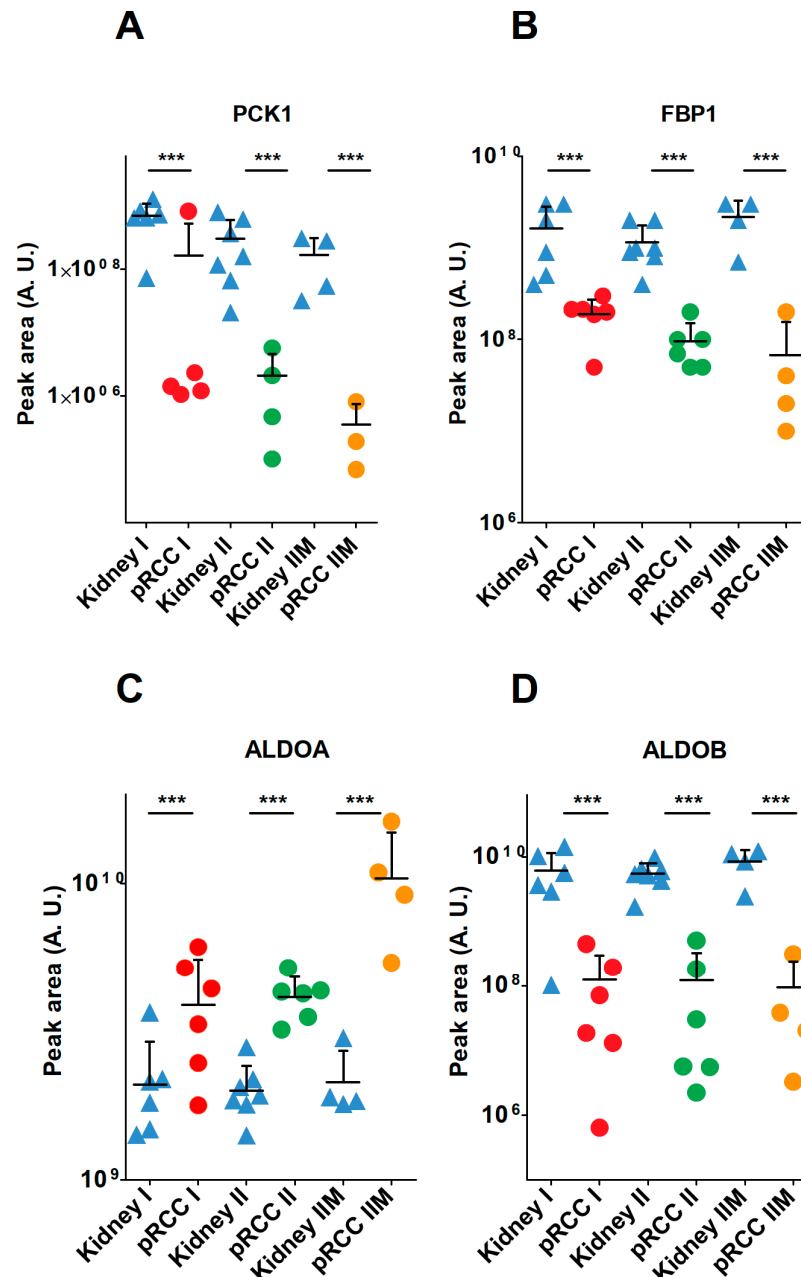 A
PCK1
***
***
***
Peak area (A. U.)
1×10⁰⁸
1×10⁰⁶
Kidney I
pRCC I
Kidney II
pRCC II
Kidney IIM
pRCC IIM
B
FBP1
***
***
***
Peak area (A. U.)
10¹⁰
10⁸
10⁶
Kidney I
pRCC I
Kidney II
pRCC II
Kidney IIM
pRCC IIM
C
ALDOA
***
***
***
Peak area (A. U.)
10¹⁰
10⁹
Kidney I
pRCC I
Kidney II
pRCC II
Kidney IIM
pRCC IIM
D
ALDOB
***
***
***
Peak area (A. U.)
10¹⁰
10⁸
10⁶
Kidney I
pRCC I
Kidney II
pRCC II
Kidney IIM
pRCC IIM